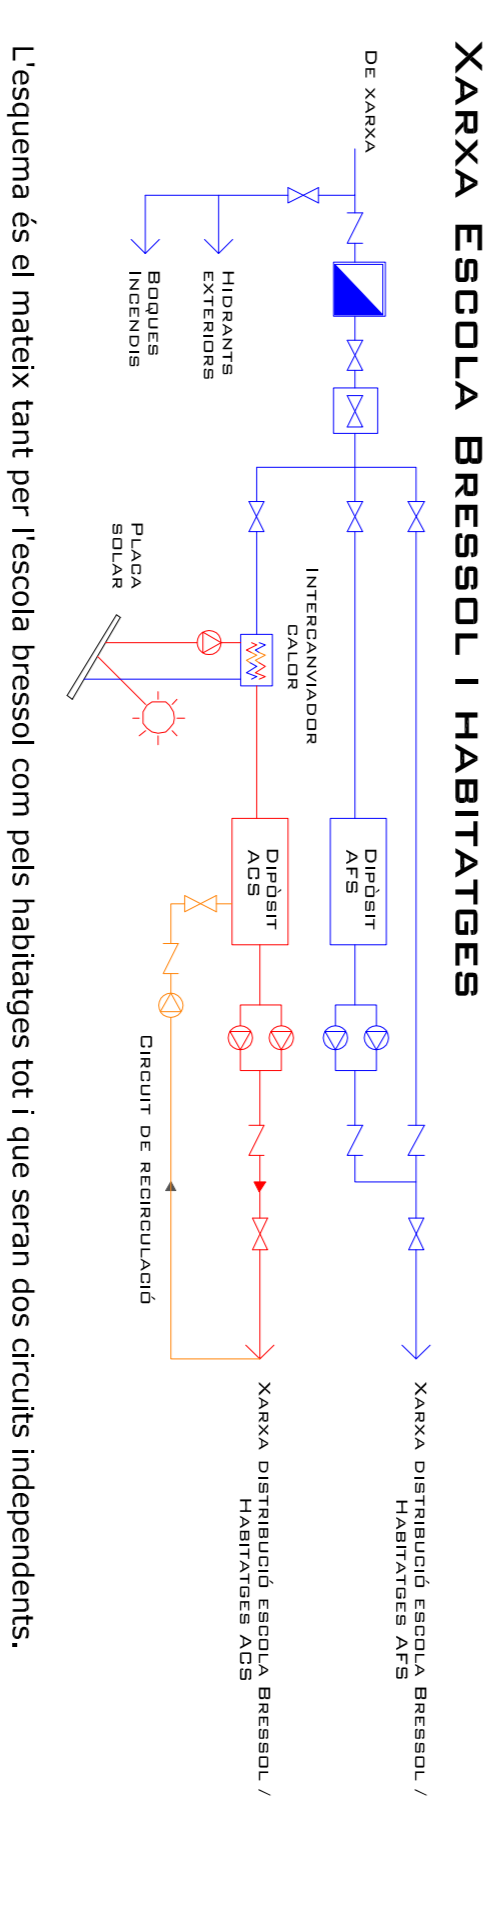 Xarxa Escola Bressol i habitatges
De xarxa
Hidrants
exteriors
Boques
Incendis
Placa
solar
Intercanviador
calor
Dipòsit
AFS
Dipòsit
ACS
Circuit de recirculació
Xarxa distribució escola Bressol /
Habitatges AFS
Xarxa distribució escola Bressol /
Habitatges ACS
L'esquema és el mateix tant per l'escola bressol com pels habitatges tot i que seran dos circuits independents.